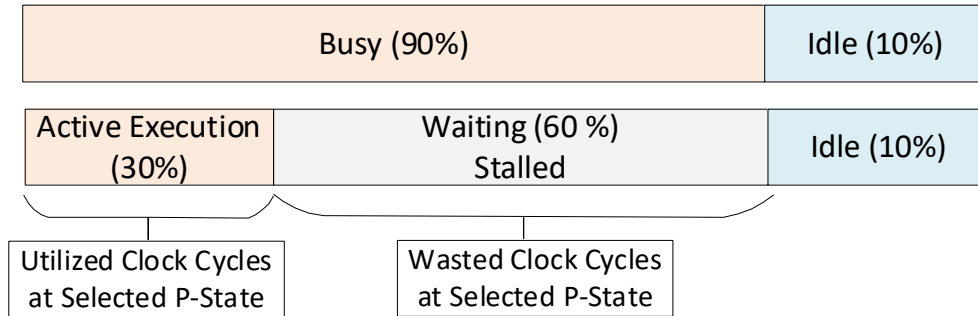 Busy (90%)
Idle (10%)
Active Execution
(30%)
Waiting (60 %)
Stalled
Idle (10%)
Utilized Clock Cycles
at Selected P-State
Wasted Clock Cycles
at Selected P-State